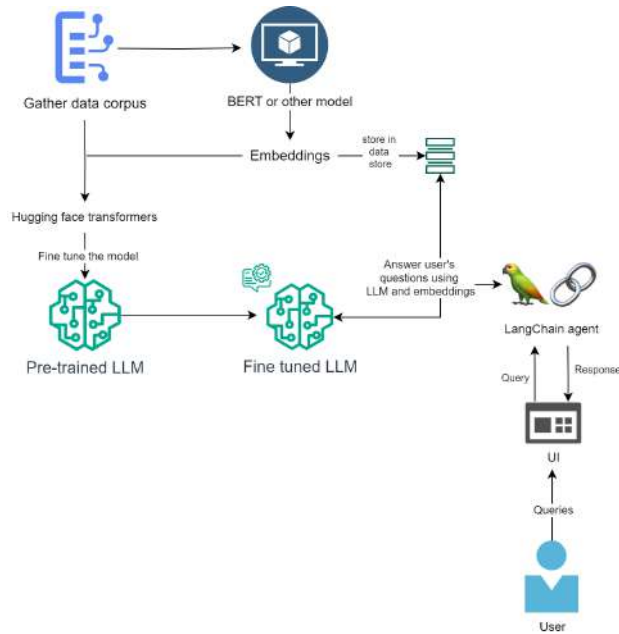 Gather data corpus
BERT or other model
Embeddings
store in
data
store
Hugging face transformers
Fine tune the model
Pre-trained LLM
Fine tuned LLM
Answer user's
questions using
LLM and embeddings
LangChain agent
Query
Response
UI
Queries
User